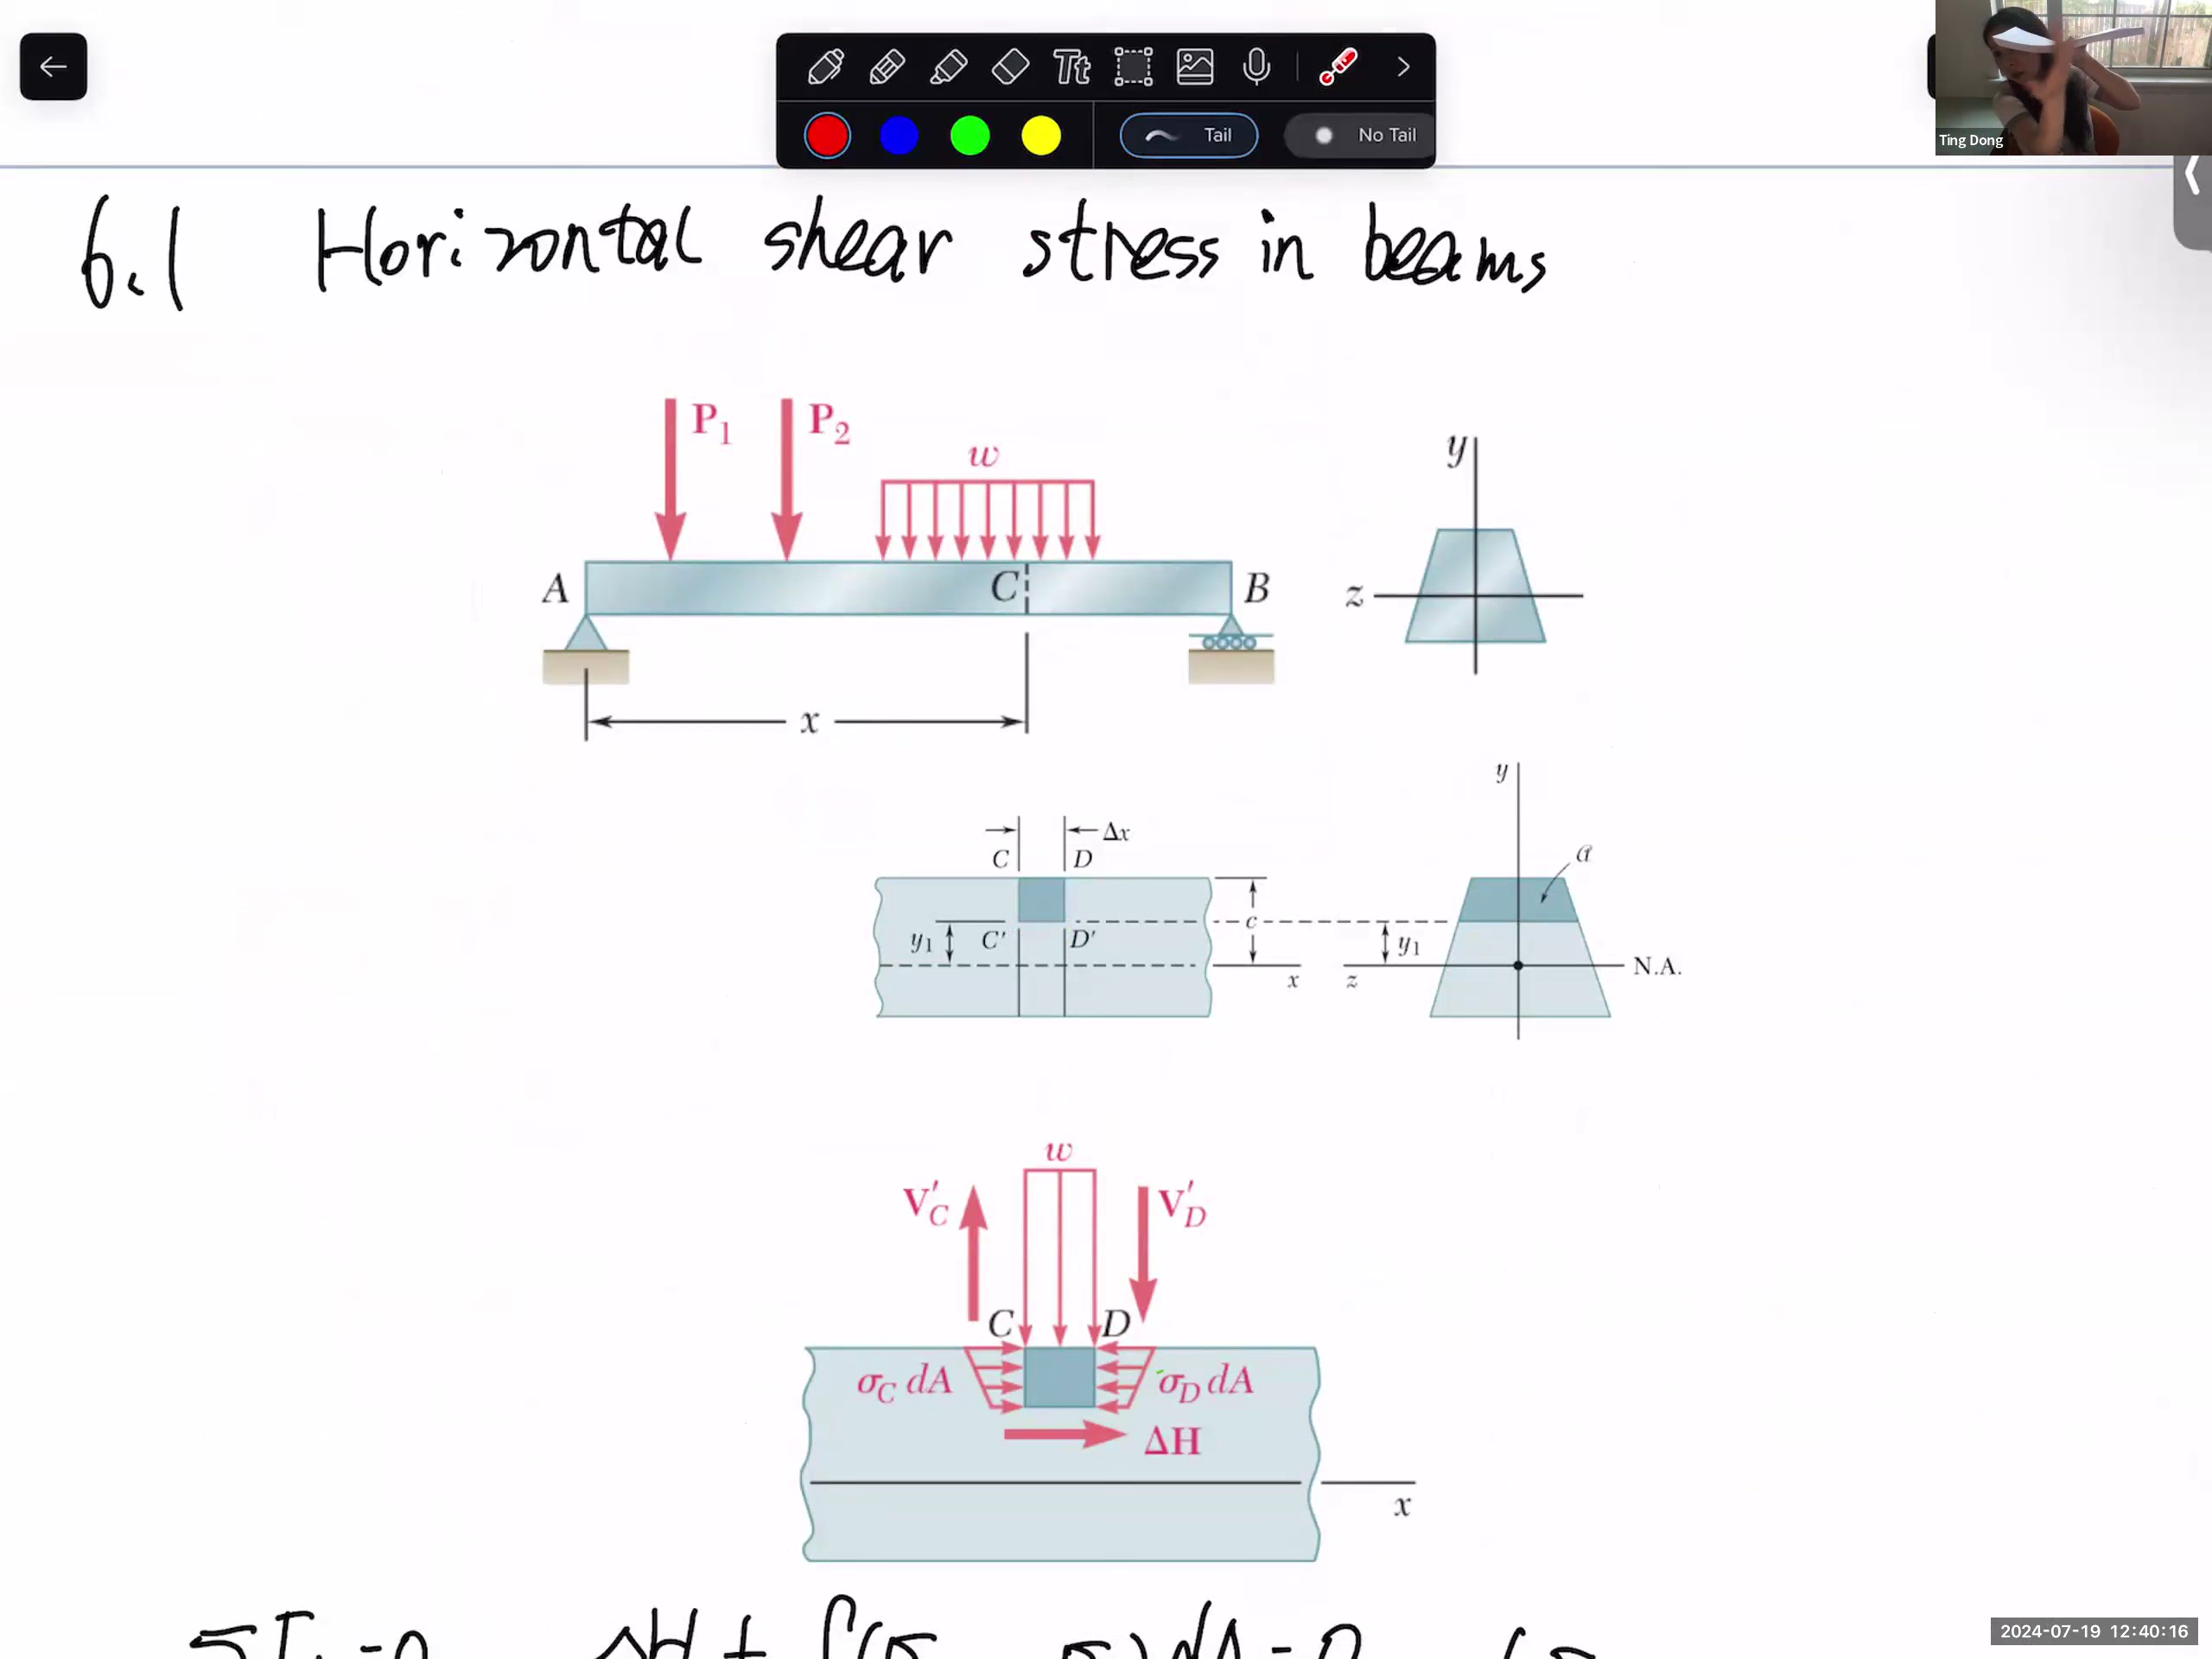 Tt
Tail
No Tail
Ting Dong
6.1 Horizontal shear stress in beams
P1 P2
w
y
A C B
z
x
y
Δx
C D
a
c
y1 C' D' y1
x z N.A.
w
V'C V'D
C D
σC dA σD dA
ΔH
x
2024-07-19 12:40:16